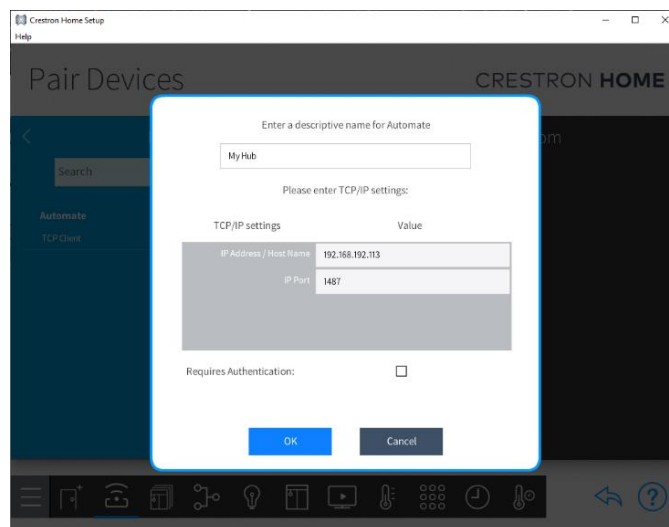 Crestron Home Setup
Help
Pair Devices
CRESTRON HOME
Enter a descriptive name for Automate
My Hub
Search
Please enter TCP/IP settings:
Automate
TCP Client
TCP/IP settings Value
IP Address / Host Name 192.168.192.113
IP Port 1487
Requires Authentication:
OK Cancel